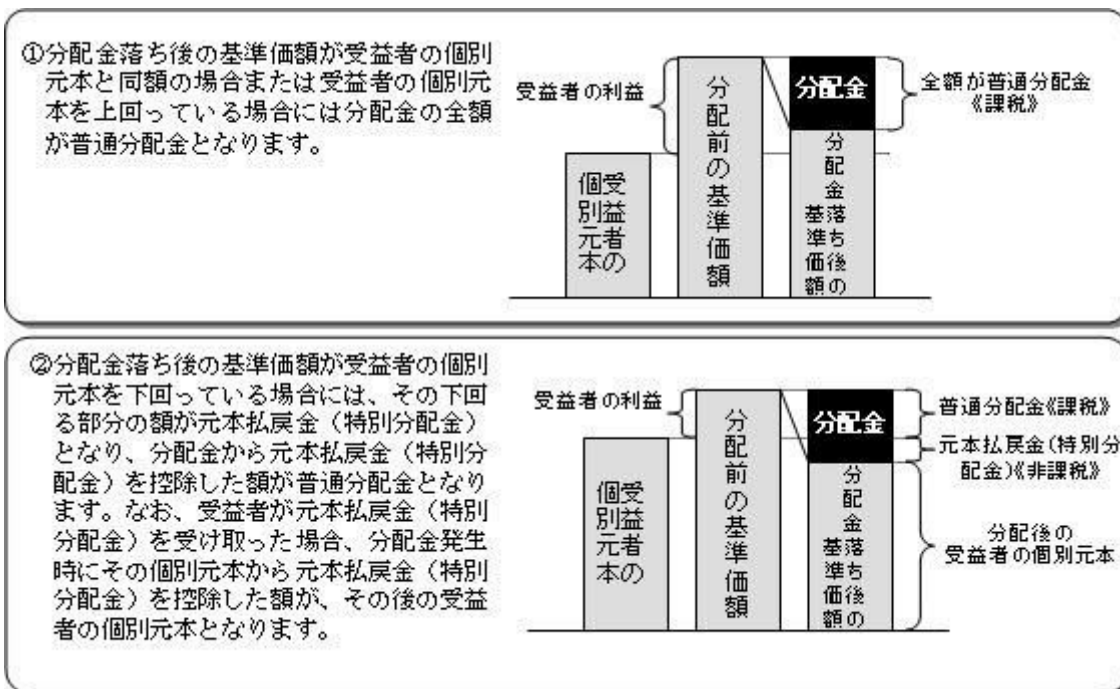 ①分配金落ち後の基準価額が受益者の個別
元本と同額の場合または受益者の個別元
本を上回っている場合には分配金の全額
が普通分配金となります。
受益者の利益
受益者の
個別元本
分配前の基準価額
分配金
分配金落ち後の
基準価額
全額が普通分配金
《課税》
②分配金落ち後の基準価額が受益者の個別
元本を下回っている場合には、その下回
る部分の額が元本払戻金（特別分配金）
となり、分配金から元本払戻金（特別分
配金）を控除した額が普通分配金となり
ます。なお、受益者が元本払戻金（特別
分配金）を受け取った場合、分配金発生
時にその個別元本から元本払戻金（特別
分配金）を控除した額が、その後の受益
者の個別元本となります。
受益者の利益
受益者の
個別元本
分配前の基準価額
分配金
分配金落ち後の
基準価額
普通分配金《課税》
元本払戻金(特別分
配金)《非課税》
分配後の
受益者の個別元本